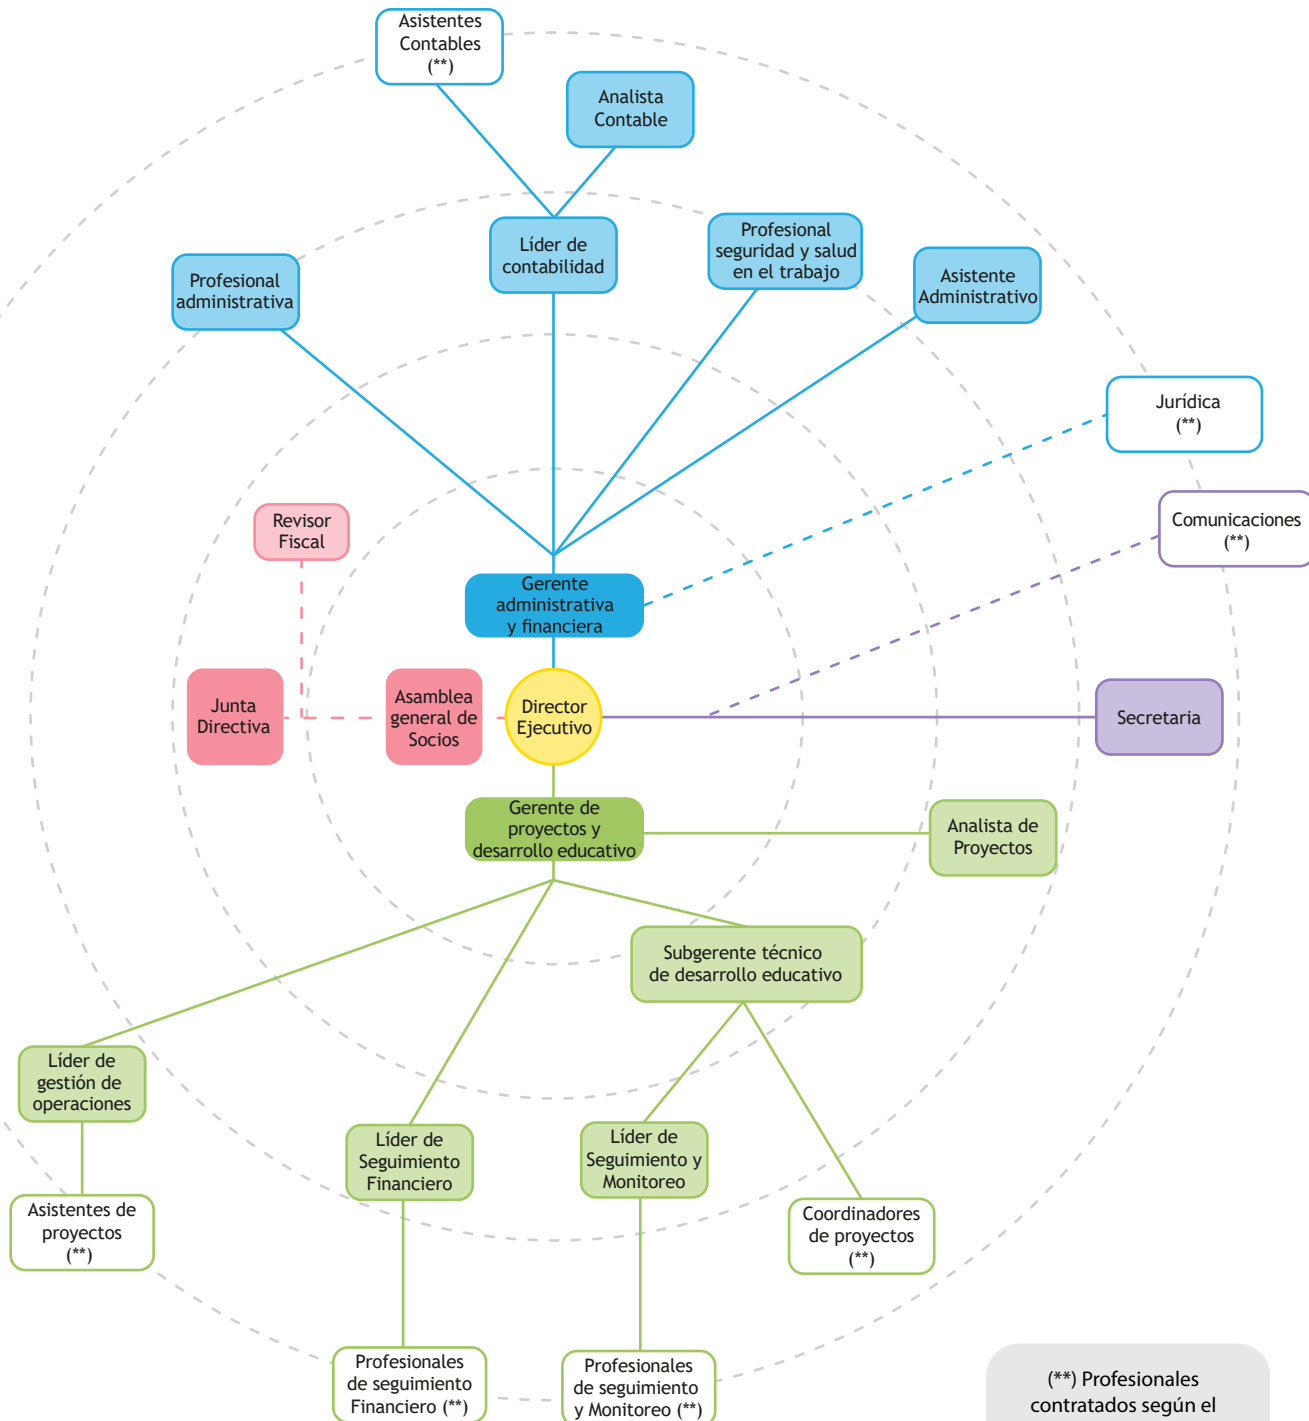 Asistentes
Contables
(**)
Analista
Contable
Líder de
contabilidad
Profesional
seguridad y salud
en el trabajo
Profesional
administrativa
Asistente
Administrativo
Jurídica
(**)
Comunicaciones
(**)
Revisor
Fiscal
Gerente
administrativa
y financiera
Junta
Directiva
Asamblea
general de
Socios
Director
Ejecutivo
Secretaria
Gerente de
proyectos y
desarrollo educativo
Analista de
Proyectos
Subgerente técnico
de desarrollo educativo
Líder de
gestión de
operaciones
Líder de
Seguimiento
Financiero
Líder de
Seguimiento y
Monitoreo
Asistentes de
proyectos
(**)
Coordinadores
de proyectos
(**)
Profesionales
de seguimiento
Financiero (**)
Profesionales
de seguimiento
y Monitoreo (**)
(**) Profesionales
contratados según el